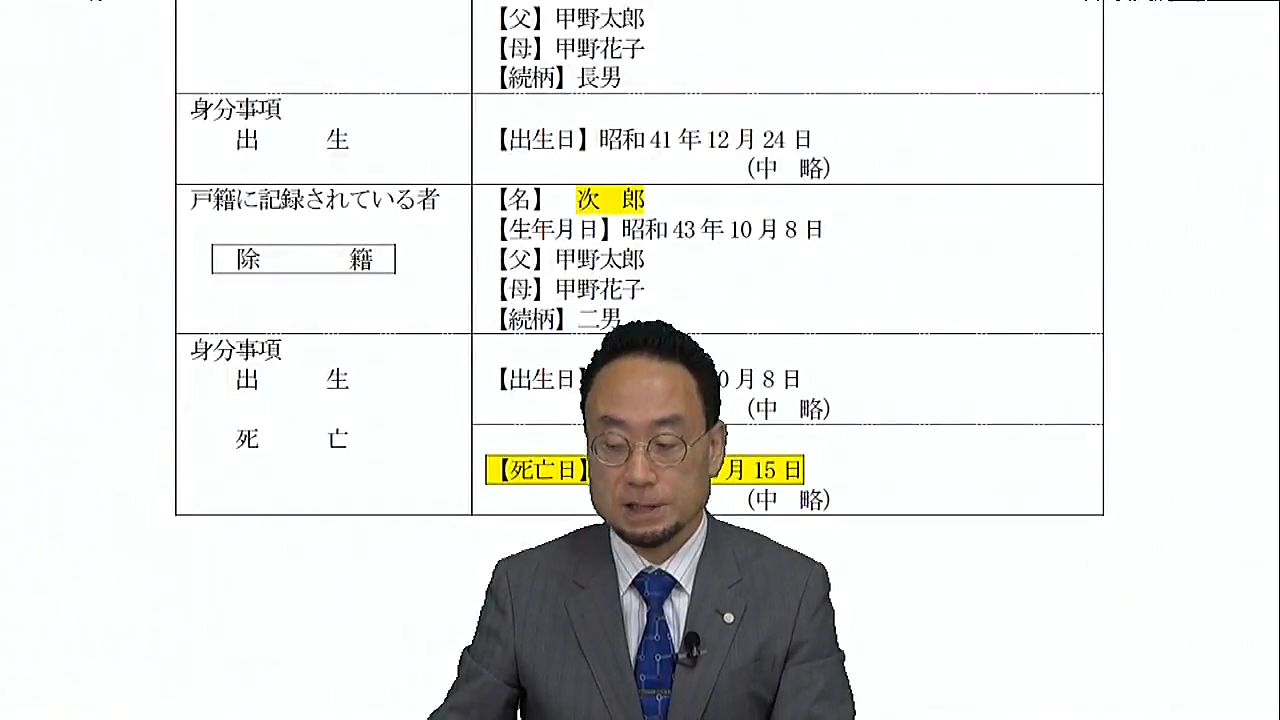 【父】甲野太郎
【母】甲野花子
【続柄】長男
身分事項
出　生
【出生日】昭和41年12月24日
（中　略）
戸籍に記録されている者
除　籍
【名】　次　郎
【生年月日】昭和43年10月8日
【父】甲野太郎
【母】甲野花子
【続柄】二男
身分事項
出　生
【出生日】
月8日
（中　略）
死　亡
【死亡日】
月15日
（中　略）